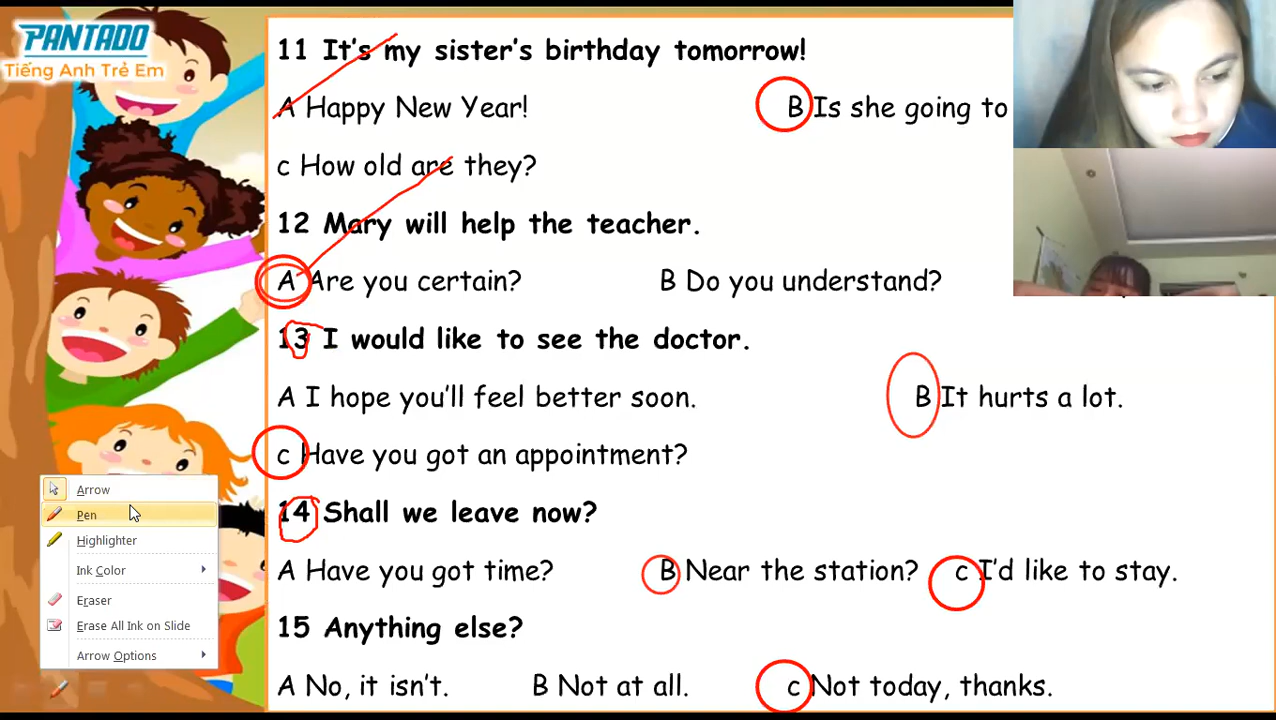 PANTADO
Tiếng Anh Trẻ Em
11 It's my sister's birthday tomorrow!
A Happy New Year!
B Is she going to
c How old are they?
12 Mary will help the teacher.
A Are you certain?
B Do you understand?
13 I would like to see the doctor.
A I hope you'll feel better soon.
B It hurts a lot.
c Have you got an appointment?
14 Shall we leave now?
A Have you got time?
B Near the station?
c I'd like to stay.
15 Anything else?
A No, it isn't.
B Not at all.
c Not today, thanks.
Arrow
Pen
Highlighter
Ink Color
Eraser
Erase All Ink on Slide
Arrow Options